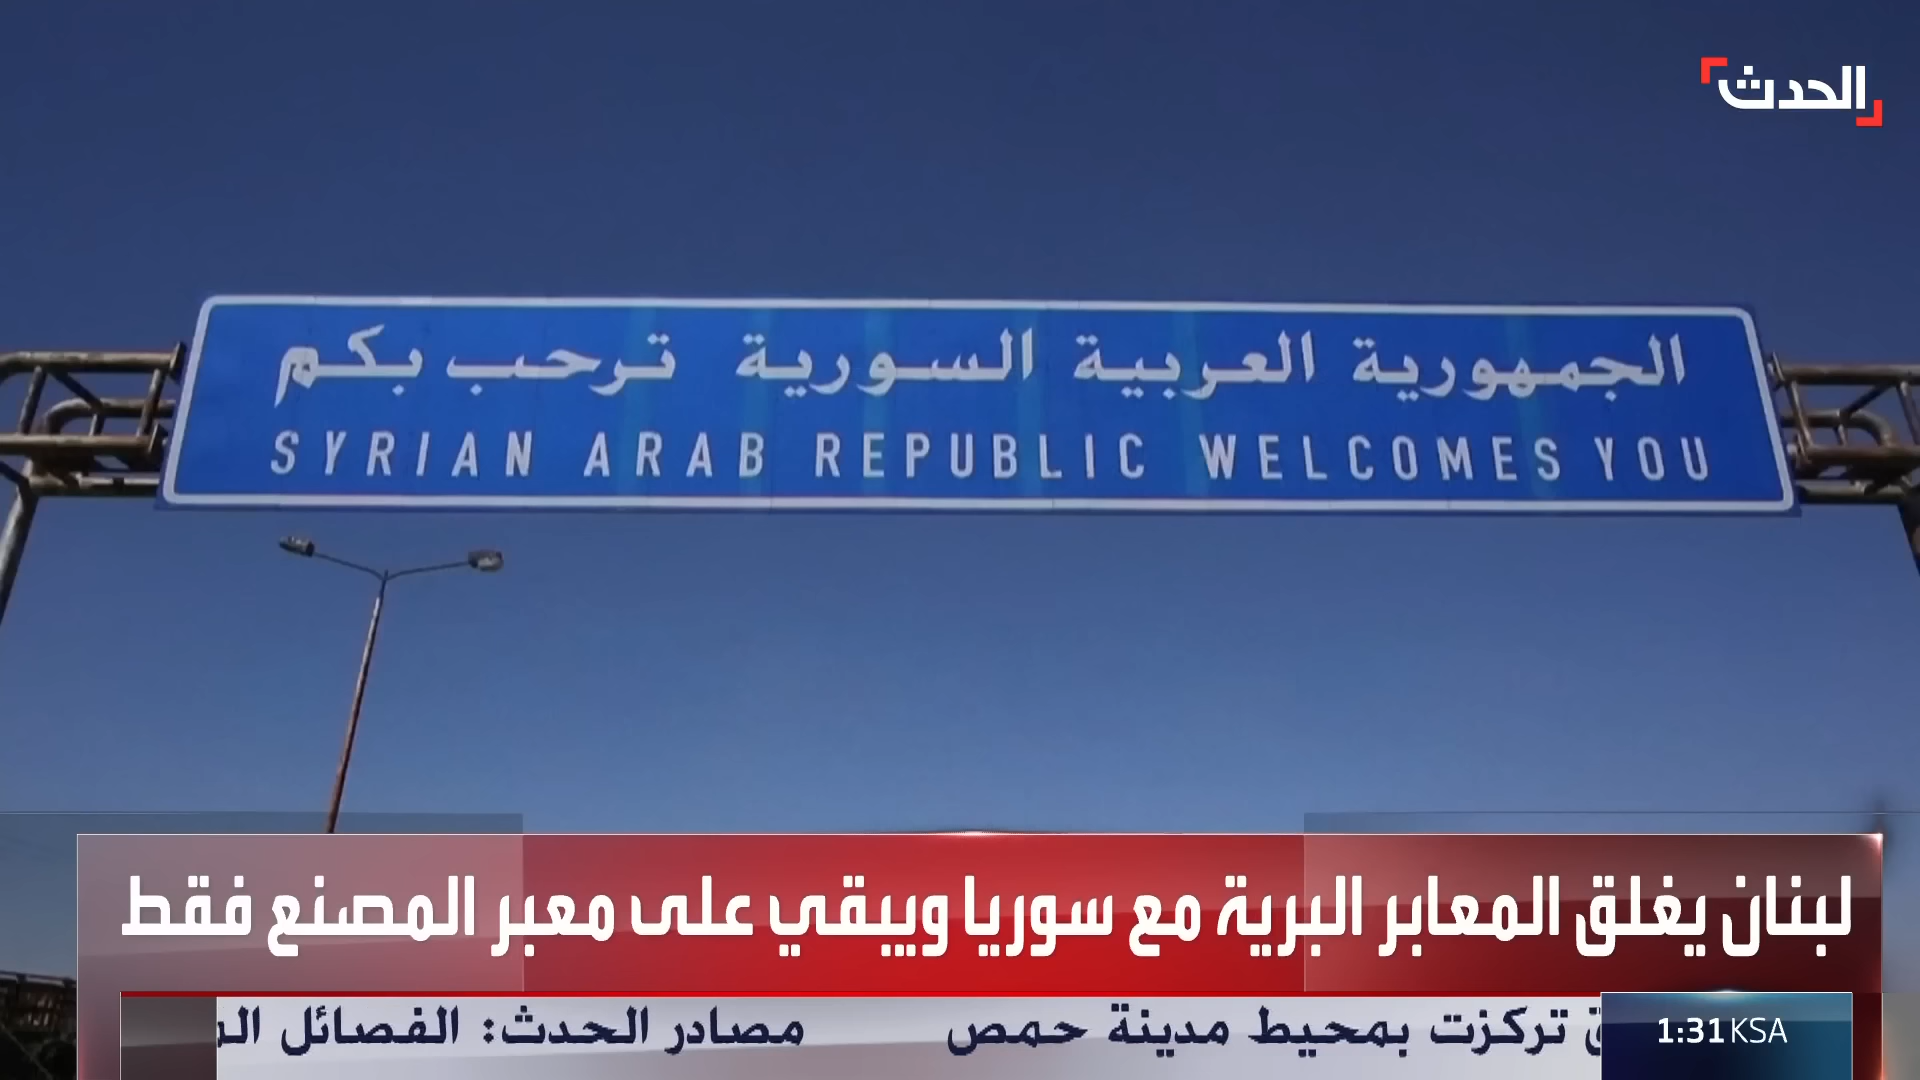 الحدث
الجمهورية العربية السورية ترحب بكم
SYRIAN ARAB REPUBLIC WELCOMES YOU
لبنان يغلق المعابر البرية مع سوريا ويبقي على معبر المصنع فقط
تركزت بمحيط مدينة حمص مصادر الحدث: الفصائل
1:31 KSA